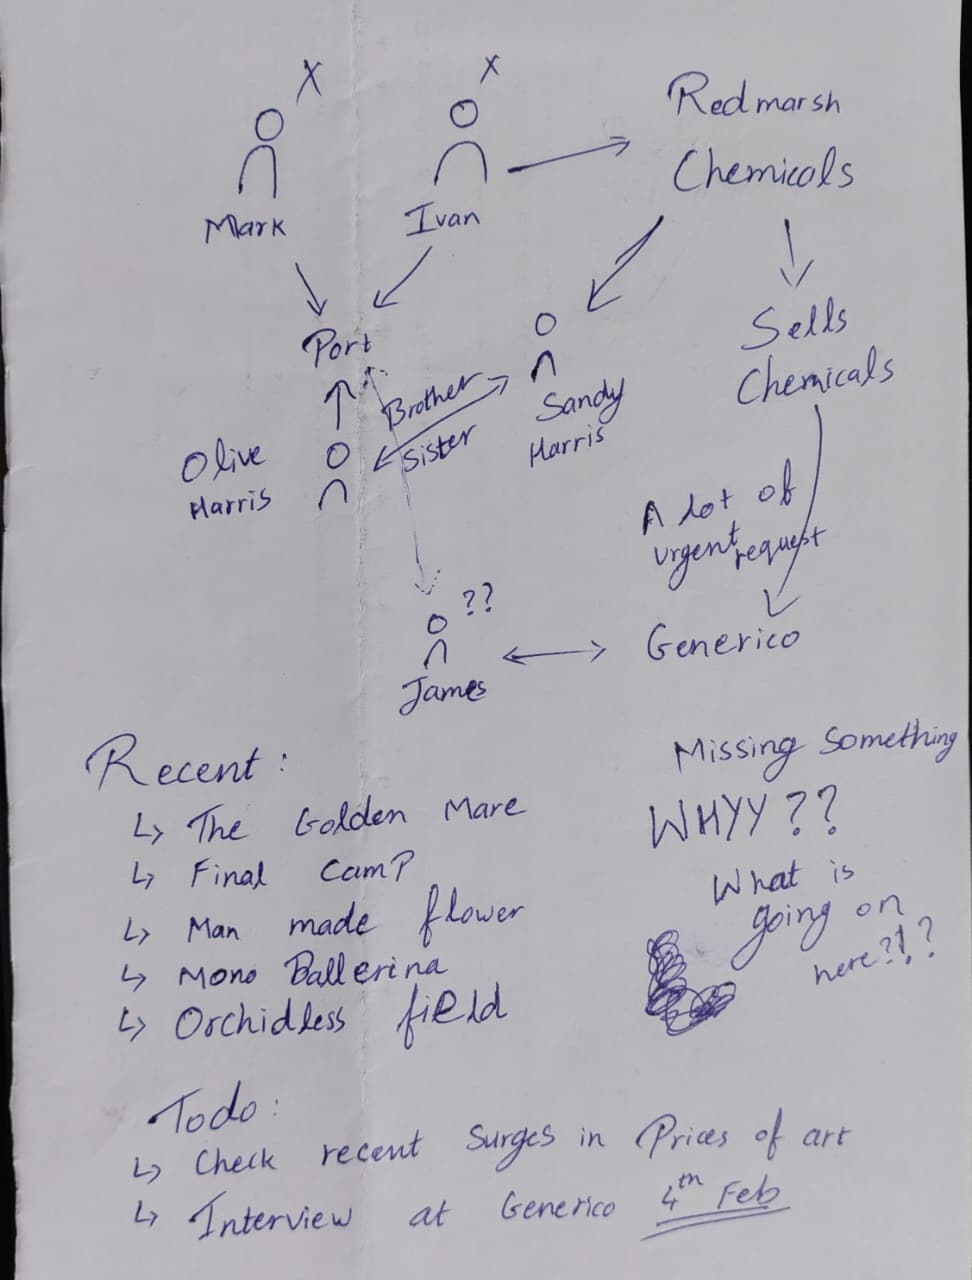 X
X
Redmarsh
Chemicals
Mark
Ivan
Port
Sells
Chemicals
Brother
Sister
Sandy
Harris
Olive
Harris
A lot of
urgent request
??
James
Generico
Recent:
↳ The Golden Mare
↳ Final Camp
↳ Man made flower
↳ Mono Ballerina
↳ Orchidless field
Missing Something
WHYY??
What is
going on
here?!?
Todo:
↳ Check recent Surges in Prices of art
↳ Interview at Generico 4th Feb